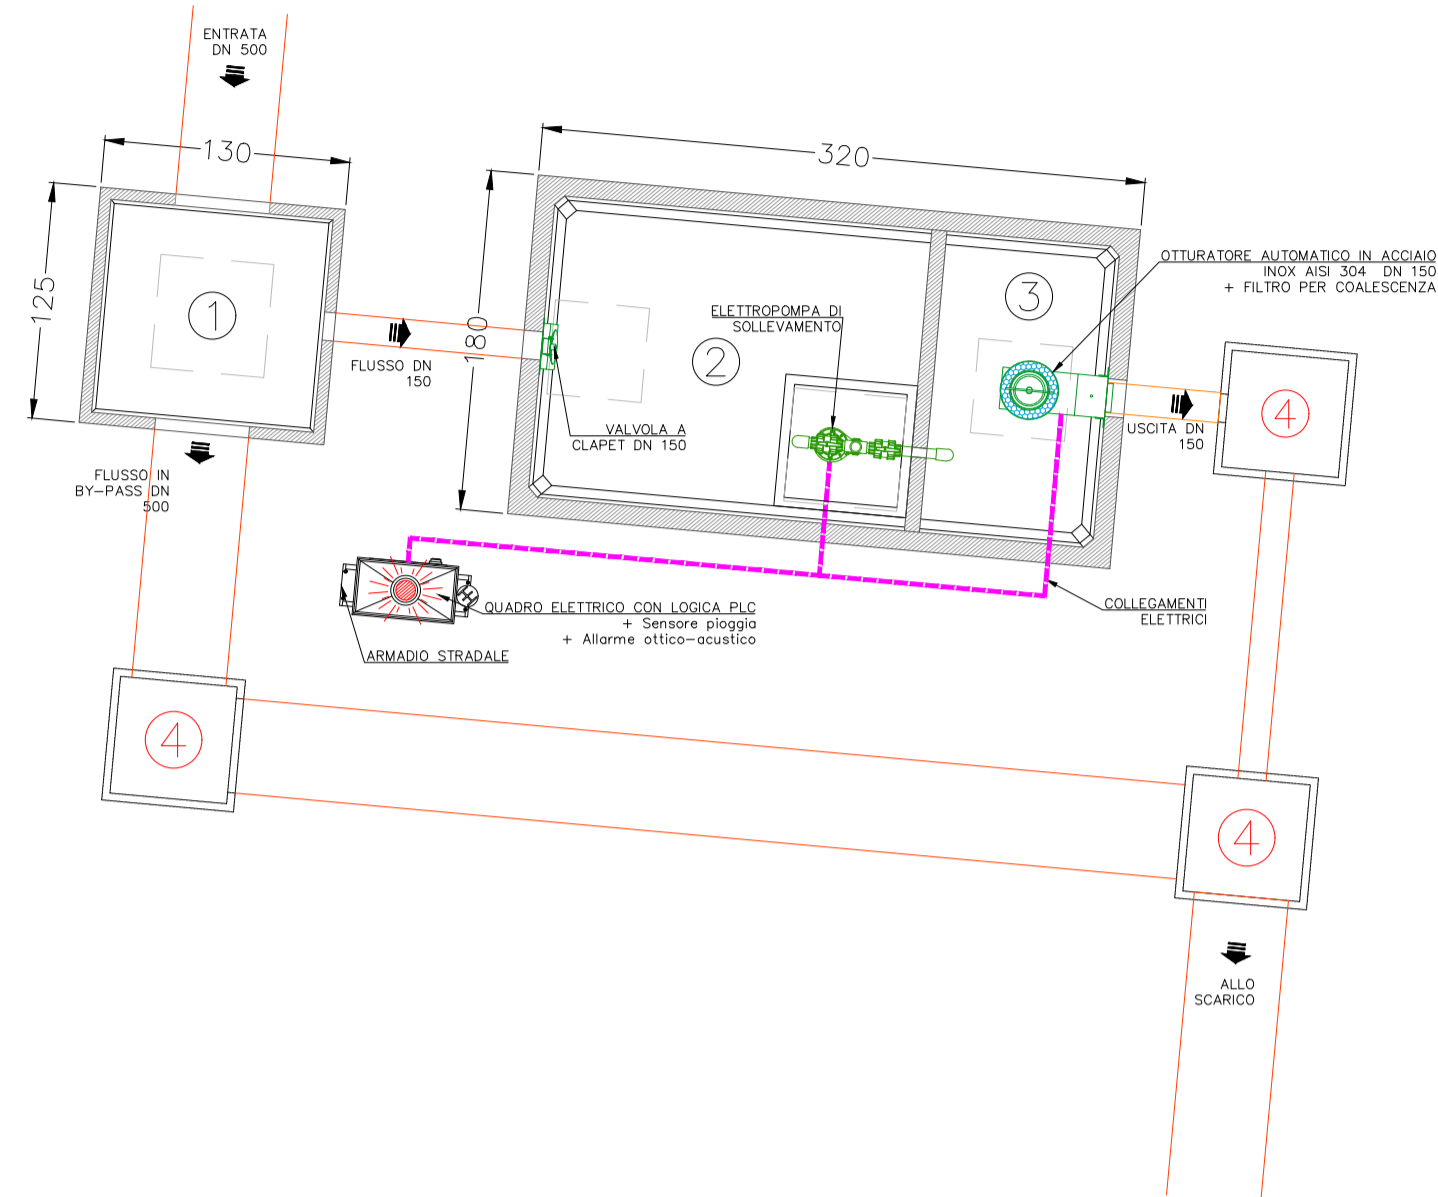 ENTRATA
DN 500
130
320
125
180
1
2
3
OTTURATORE AUTOMATICO IN ACCIAIO
INOX AISI 304 DN 150
+ FILTRO PER COALESCENZA
ELETTROPOMPA DI
SOLLEVAMENTO
FLUSSO DN
150
VALVOLA A
CLAPET DN 150
USCITA DN
150
4
FLUSSO IN
BY-PASS DN
500
QUADRO ELETTRICO CON LOGICA PLC
+ Sensore pioggia
+ Allarme ottico-acustico
ARMADIO STRADALE
COLLEGAMENTI
ELETTRICI
4
4
ALLO
SCARICO